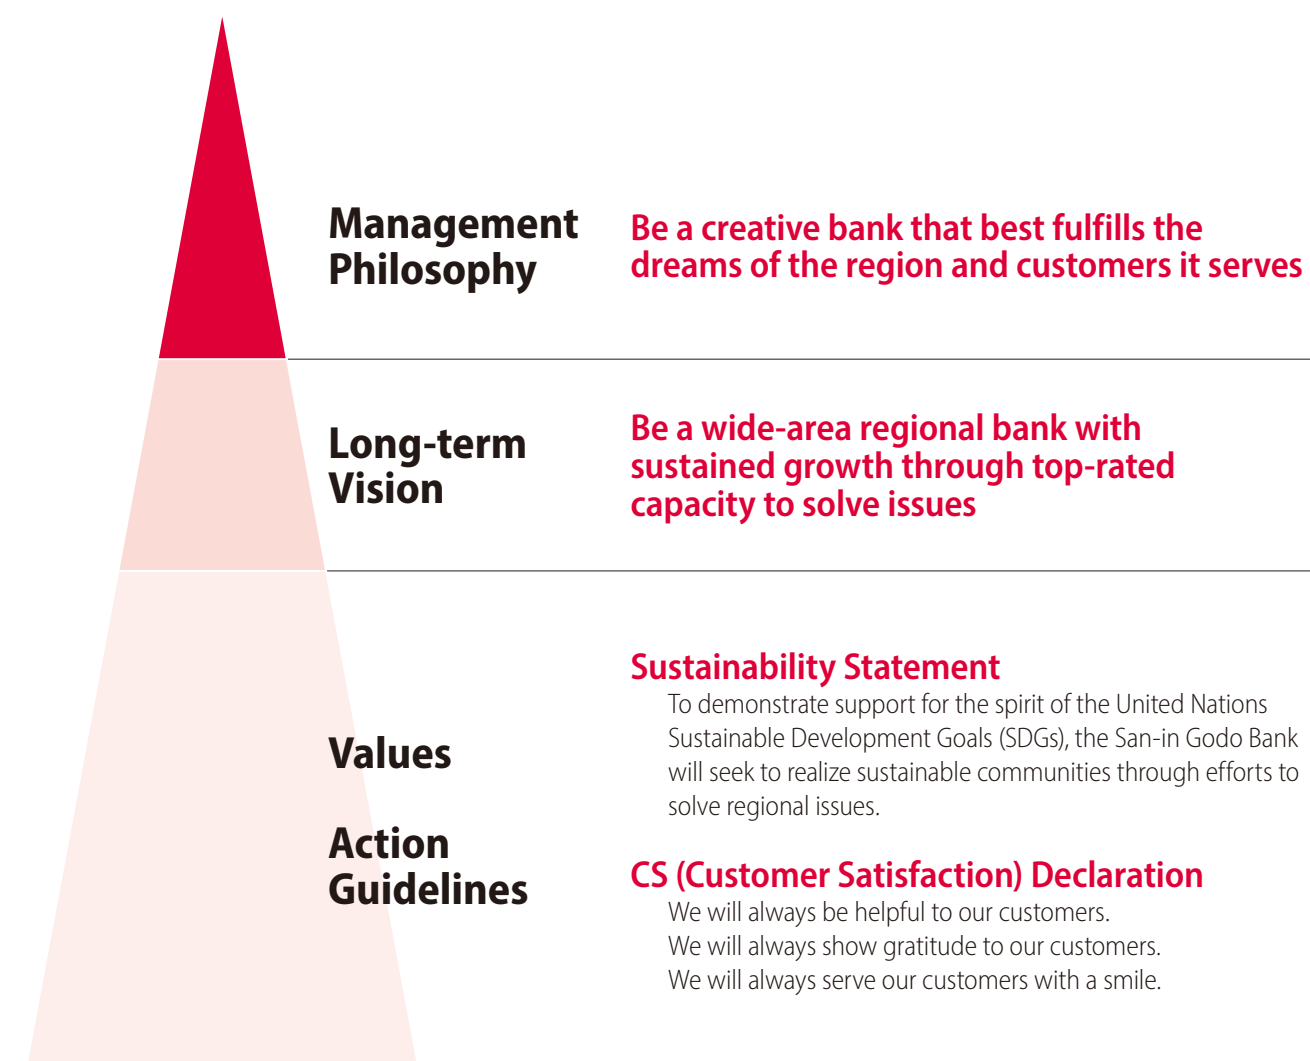 Management
Philosophy
Be a creative bank that best fulfills the
dreams of the region and customers it serves
Long-term
Vision
Be a wide-area regional bank with
sustained growth through top-rated
capacity to solve issues
Values
Action
Guidelines
Sustainability Statement
To demonstrate support for the spirit of the United Nations
Sustainable Development Goals (SDGs), the San-in Godo Bank
will seek to realize sustainable communities through efforts to
solve regional issues.
CS (Customer Satisfaction) Declaration
We will always be helpful to our customers.
We will always show gratitude to our customers.
We will always serve our customers with a smile.